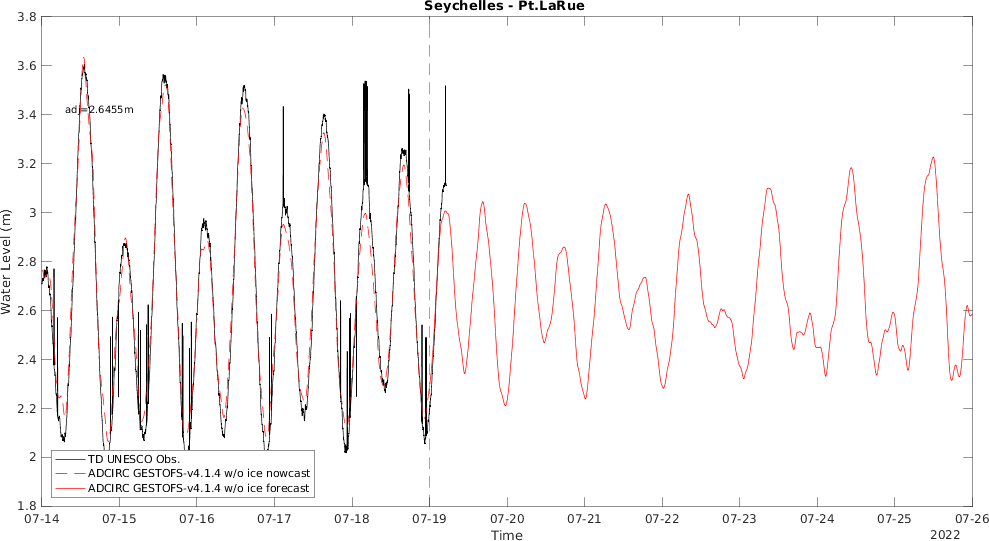 Seychelles - Pt.LaRue
3.8
3.6
adj=2.6455m
3.4
3.2
3
2.8
2.6
2.4
2.2
2
1.8
Water Level (m)
TD UNESCO Obs.
ADCIRC GESTOFS-v4.1.4 w/o ice nowcast
ADCIRC GESTOFS-v4.1.4 w/o ice forecast
07-14 07-15 07-16 07-17 07-18 07-19 07-20 07-21 07-22 07-23 07-24 07-25 07-26
Time
2022